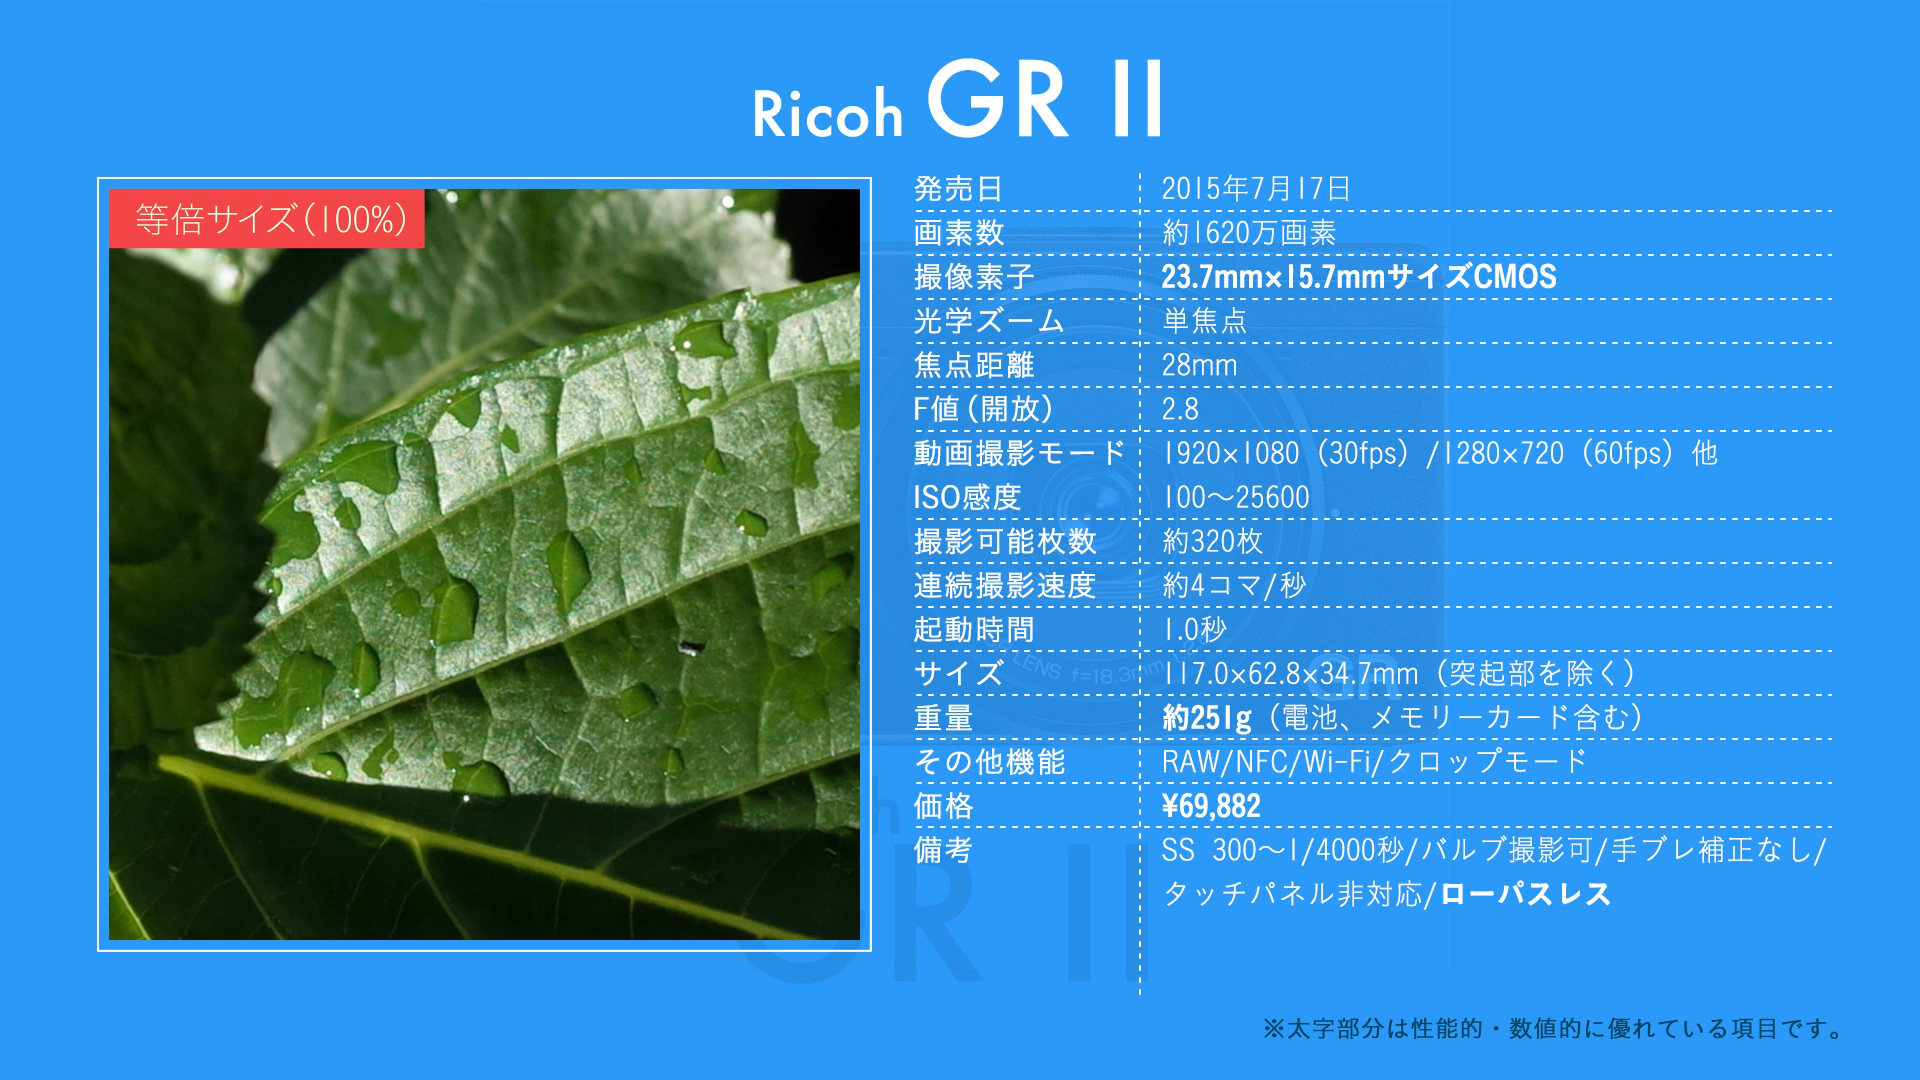 Ricoh GR II
等倍サイズ(100%)
発売日 2015年7月17日
画素数 約1620万画素
撮像素子 23.7mm×15.7mmサイズCMOS
光学ズーム 単焦点
焦点距離 28mm
F値(開放) 2.8
動画撮影モード 1920×1080（30fps）/1280×720（60fps）他
ISO感度 100〜25600
撮影可能枚数 約320枚
連続撮影速度 約4コマ/秒
起動時間 1.0秒
LENS f=18.3mm
GR
サイズ 117.0×62.8×34.7mm（突起部を除く）
重量 約251g（電池、メモリーカード含む）
その他機能 RAW/NFC/Wi-Fi/クロップモード
価格 ¥69,882
備考 SS 300〜1/4000秒/バルブ撮影可/手ブレ補正なし/
タッチパネル非対応/ローパスレス
h
GR II
※太字部分は性能的・数値的に優れている項目です。